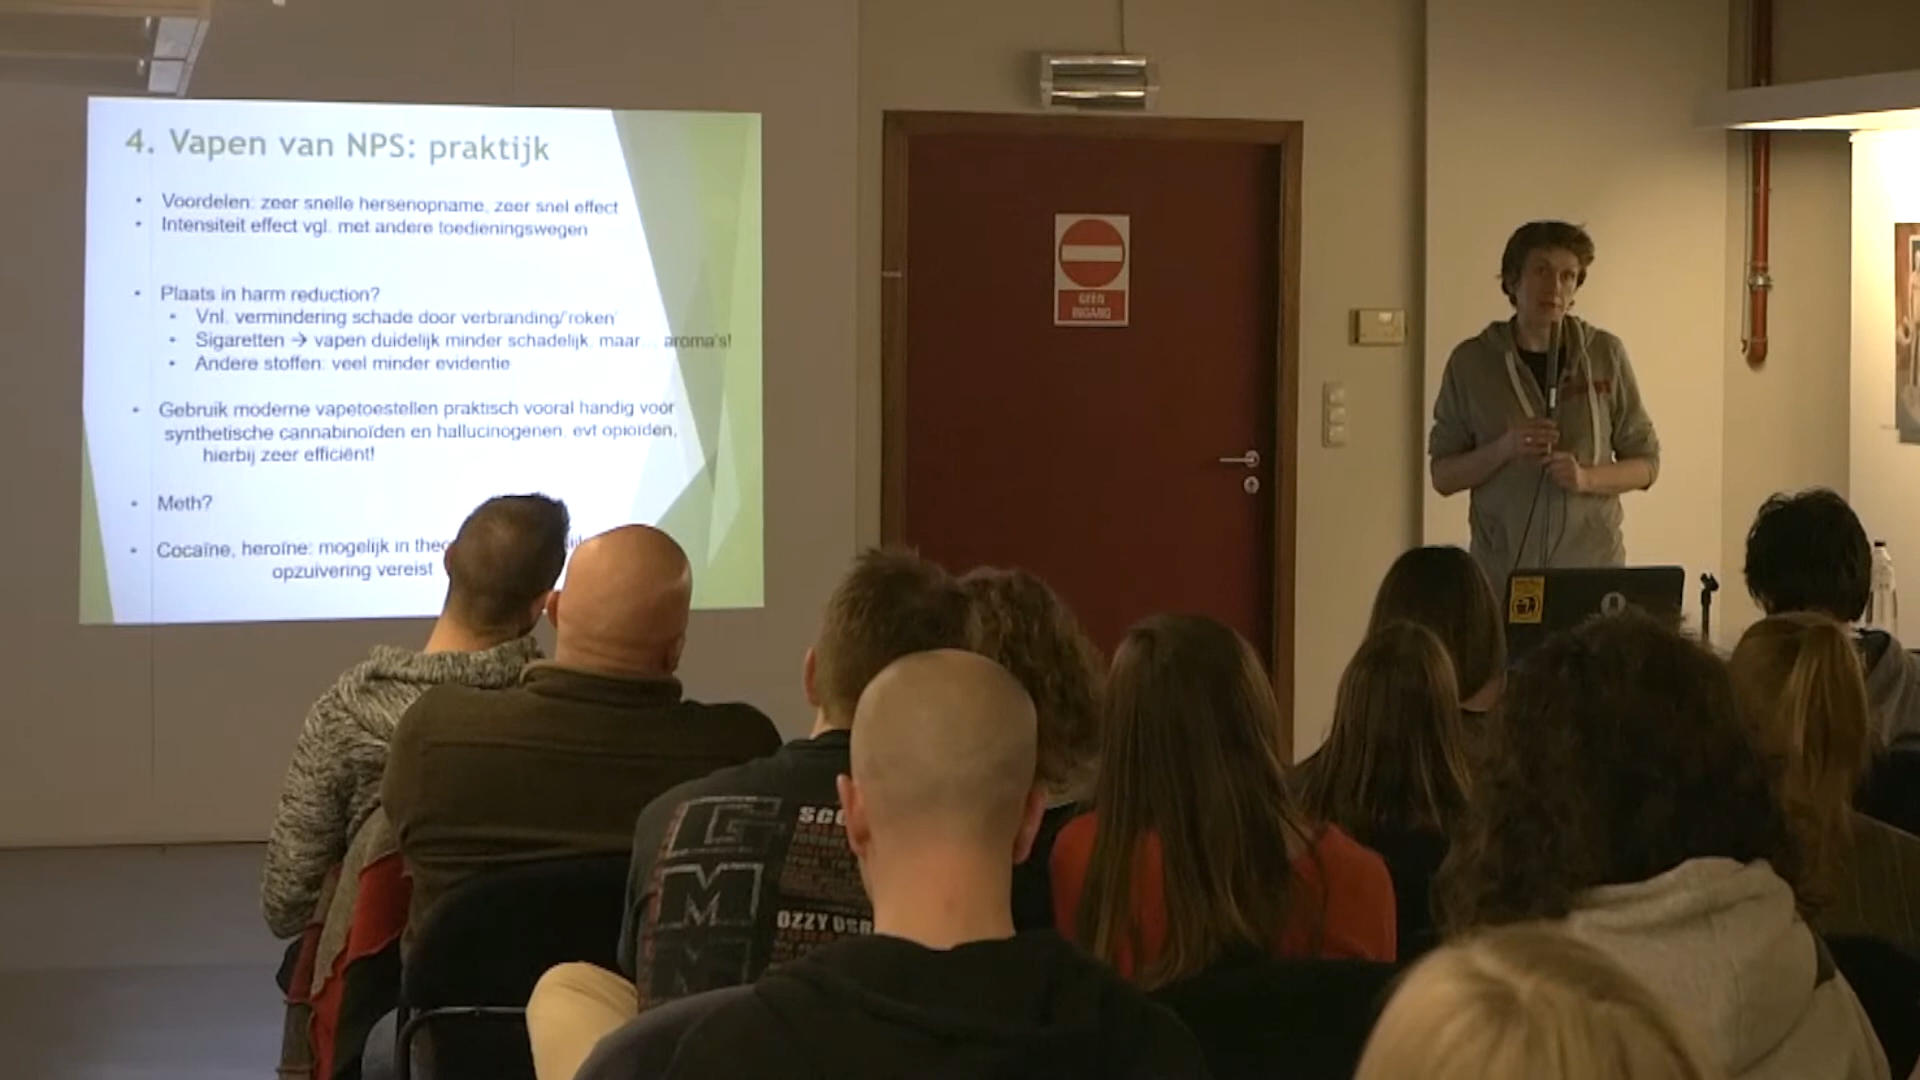 4. Vapen van NPS: praktijk
• Voordelen: zeer snelle hersenopname, zeer snel effect
• Intensiteit effect vgl. met andere toedieningswegen
• Plaats in harm reduction?
• Vnl. vermindering schade door verbranding/'roken'
• Sigaretten → vapen duidelijk minder schadelijk, maar... aroma's!
• Andere stoffen: veel minder evidentie
• Gebruik moderne vapetoestellen praktisch vooral handig voor
synthetische cannabinoïden en hallucinogenen, evt opioïden,
hierbij zeer efficiënt!
• Meth?
• Cocaïne, heroïne: mogelijk in
opzuivering vereist
GEEN
INGANG
GMM
OZZY